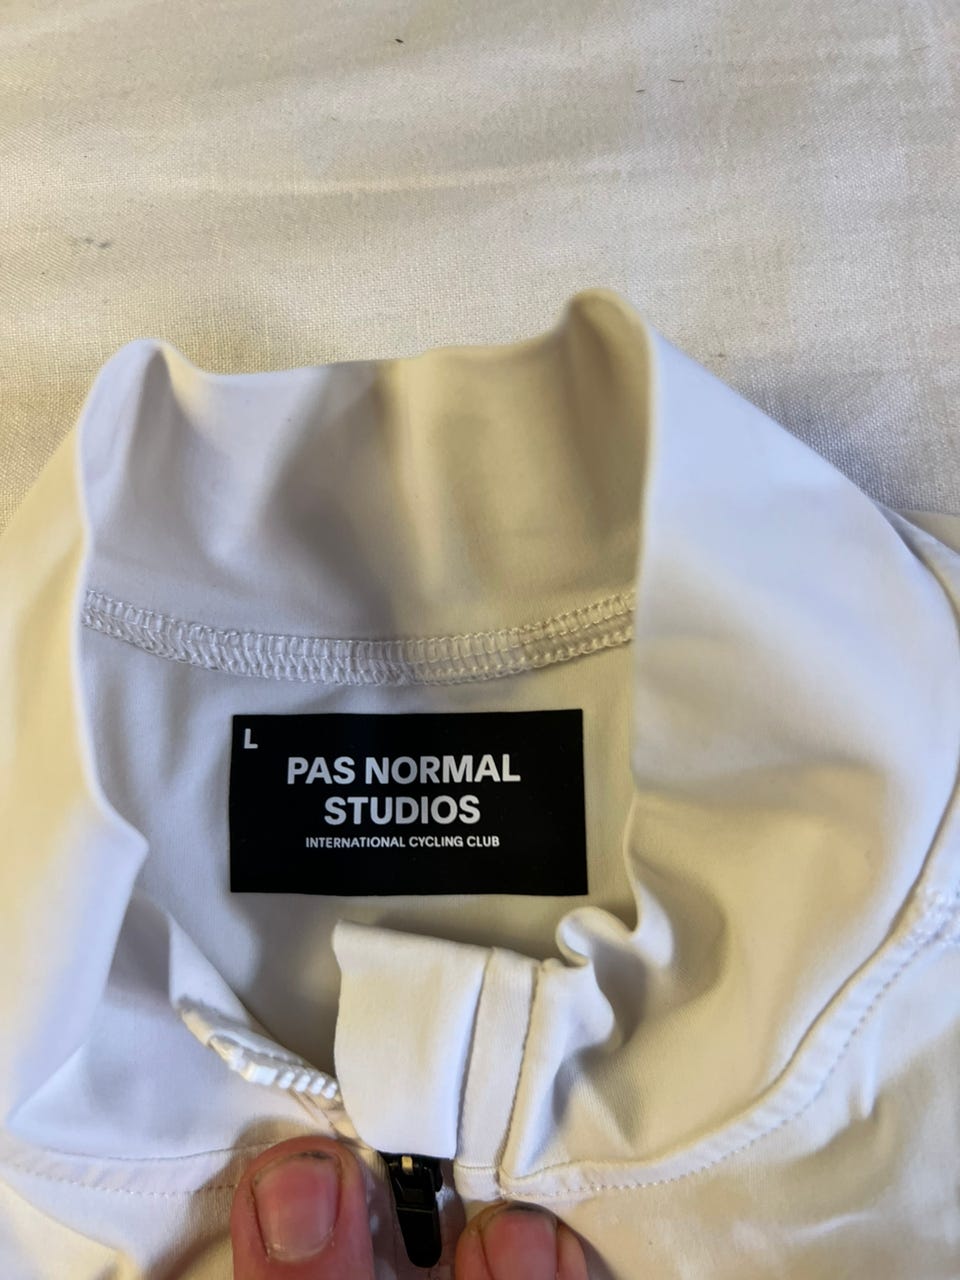 L
PAS NORMAL
STUDIOS
INTERNATIONAL CYCLING CLUB